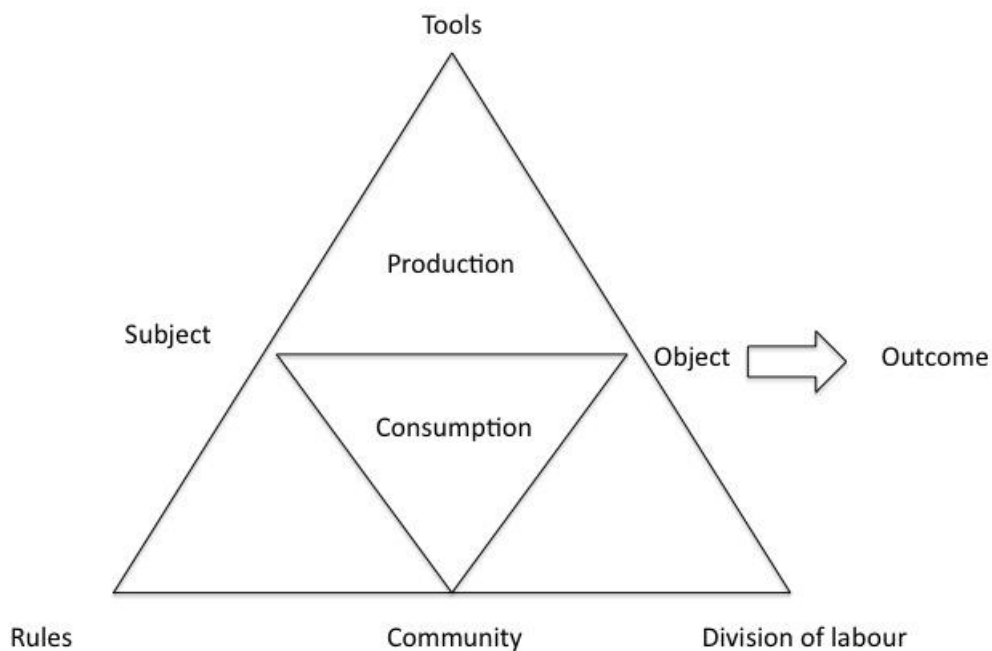 Tools
Production
Subject
Object
Outcome
Consumption
Rules
Community
Division of labour